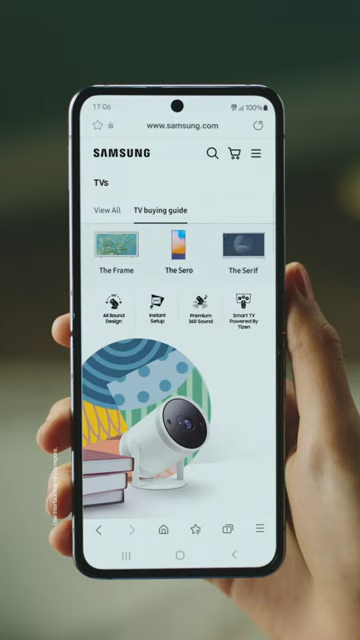 17:06
100%
www.samsung.com
SAMSUNG
TVs
View All TV buying guide
The Frame The Sero The Serif
All Round Design
Instant Setup
Premium 360 Sound
Smart TV Powered By Tizen